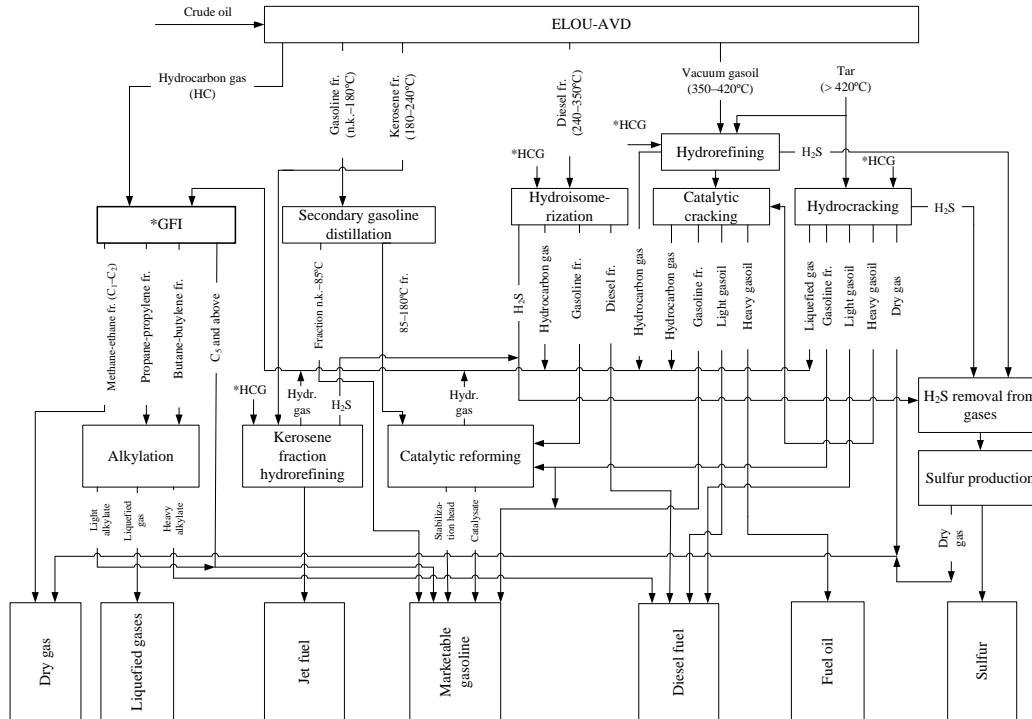 Crude oil
ELOU-AVD
Hydrocarbon gas
(HC)
Gasoline fr.
(n.k.–180ºC)
Kerosene fr.
(180–240ºC)
Diesel fr.
(240–350ºC)
Vacuum gasoil
(350–420ºC)
Tar
(> 420ºC)
*HCG
Hydrorefining
H₂S
*HCG
*HCG
*GFI
Secondary gasoline
distillation
Hydroisome-
rization
Catalytic
cracking
Hydrocracking
H₂S
Methane-ethane fr. (C₁–C₂)
Propane-propylene fr.
Butane-butylene fr.
C₅ and above
Fraction n.k.–85ºC
85–180ºC fr.
H₂S
Hydrocarbon gas
Gasoline fr.
Diesel fr.
Hydrocarbon gas
Hydrocarbon gas
Gasoline fr.
Light gasoil
Heavy gasoil
Liquefied gas
Gasoline fr.
Light gasoil
Heavy gasoil
Dry gas
*HCG
Hydr.
gas
H₂S
Hydr.
gas
H₂S removal from
gases
Alkylation
Kerosene
fraction
hydrorefining
Catalytic reforming
Sulfur production
Light
alkylate
Liquefied
gas
Heavy
alkylate
Stabiliza-
tion head
Catalysate
Dry
gas
Dry gas
Liquefied gases
Jet fuel
Marketable
gasoline
Diesel fuel
Fuel oil
Sulfur